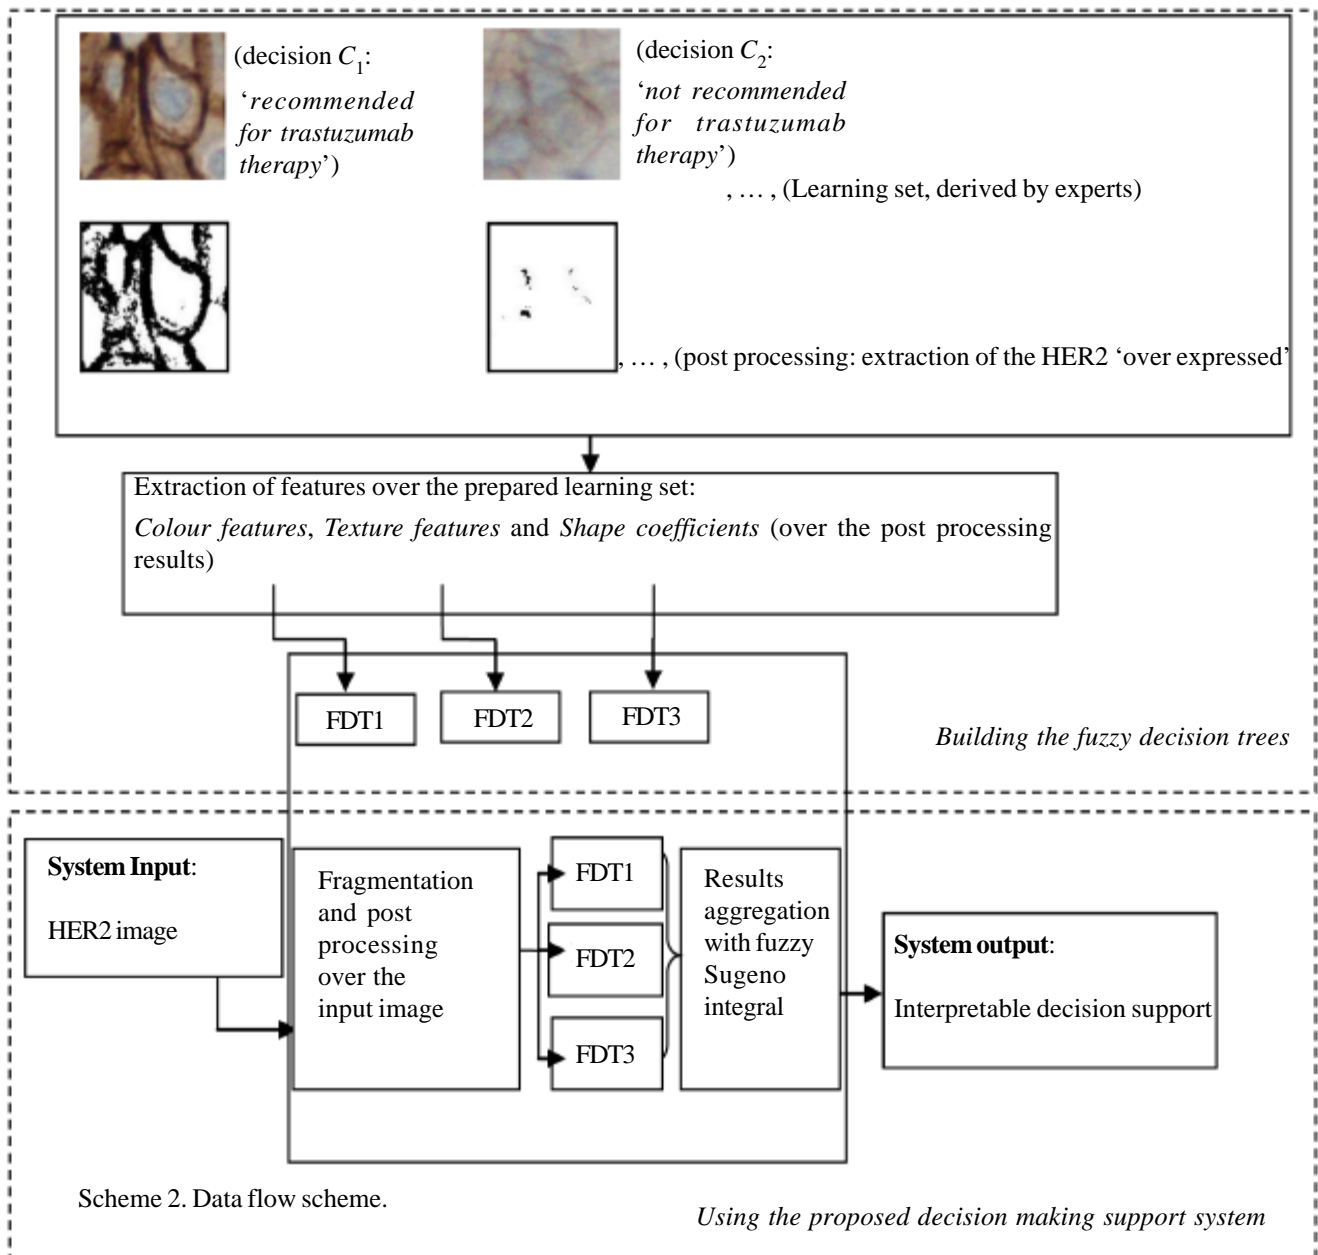 (decision C1:
‘recommended
for trastuzumab
therapy’)
(decision C2:
‘not recommended
for trastuzumab
therapy’)
, … , (Learning set, derived by experts)
, … , (post processing: extraction of the HER2 ‘over expressed’
Extraction of features over the prepared learning set:
Colour features, Texture features and Shape coefficients (over the post processing
results)
FDT1
FDT2
FDT3
Building the fuzzy decision trees
System Input:
HER2 image
Fragmentation
and post
processing
over the
input image
FDT1
FDT2
FDT3
Results
aggregation
with fuzzy
Sugeno
integral
System output:
Interpretable decision support
Scheme 2. Data flow scheme.
Using the proposed decision making support system